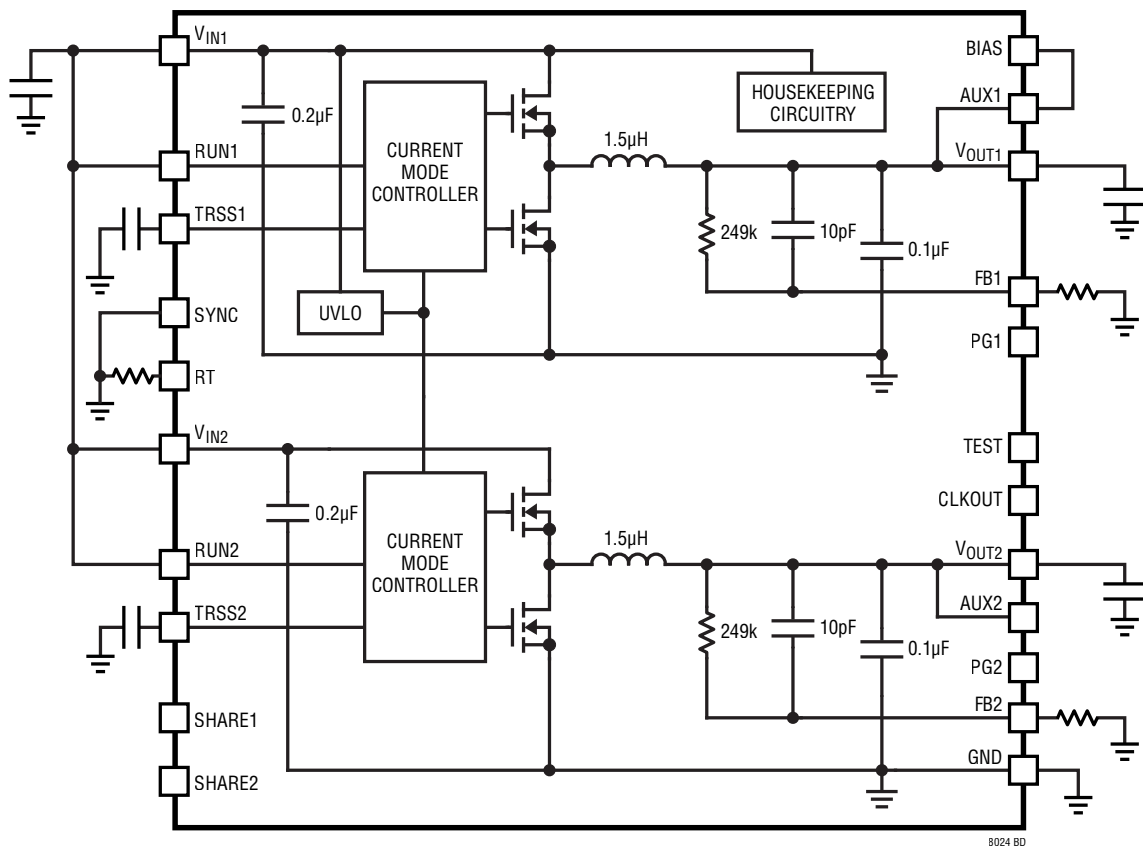 VIN1
BIAS
0.2µF
CURRENT
MODE
CONTROLLER
HOUSEKEEPING
CIRCUITRY
AUX1
RUN1
1.5µH
VOUT1
TRSS1
249k
10pF
0.1µF
FB1
SYNC
UVLO
PG1
RT
VIN2
TEST
0.2µF
CURRENT
MODE
CONTROLLER
CLKOUT
RUN2
1.5µH
VOUT2
TRSS2
249k
10pF
0.1µF
AUX2
PG2
SHARE1
FB2
SHARE2
GND
8024 BD